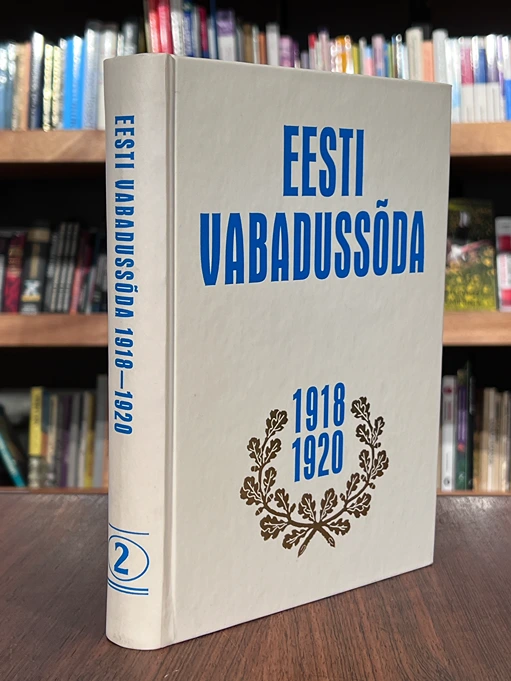 EESTI
VABADUSSÕDA
1918
1920
EESTI VABADUSSÕDA 1918—1920
2